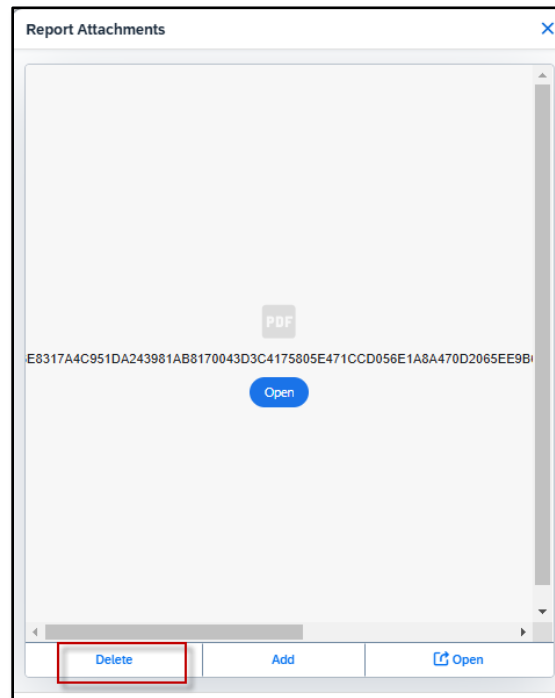 Report Attachments
PDF
E8317A4C951DA243981AB8170043D3C4175805E471CCD056E1A8A470D2065EE9B
Open
Delete Add Open